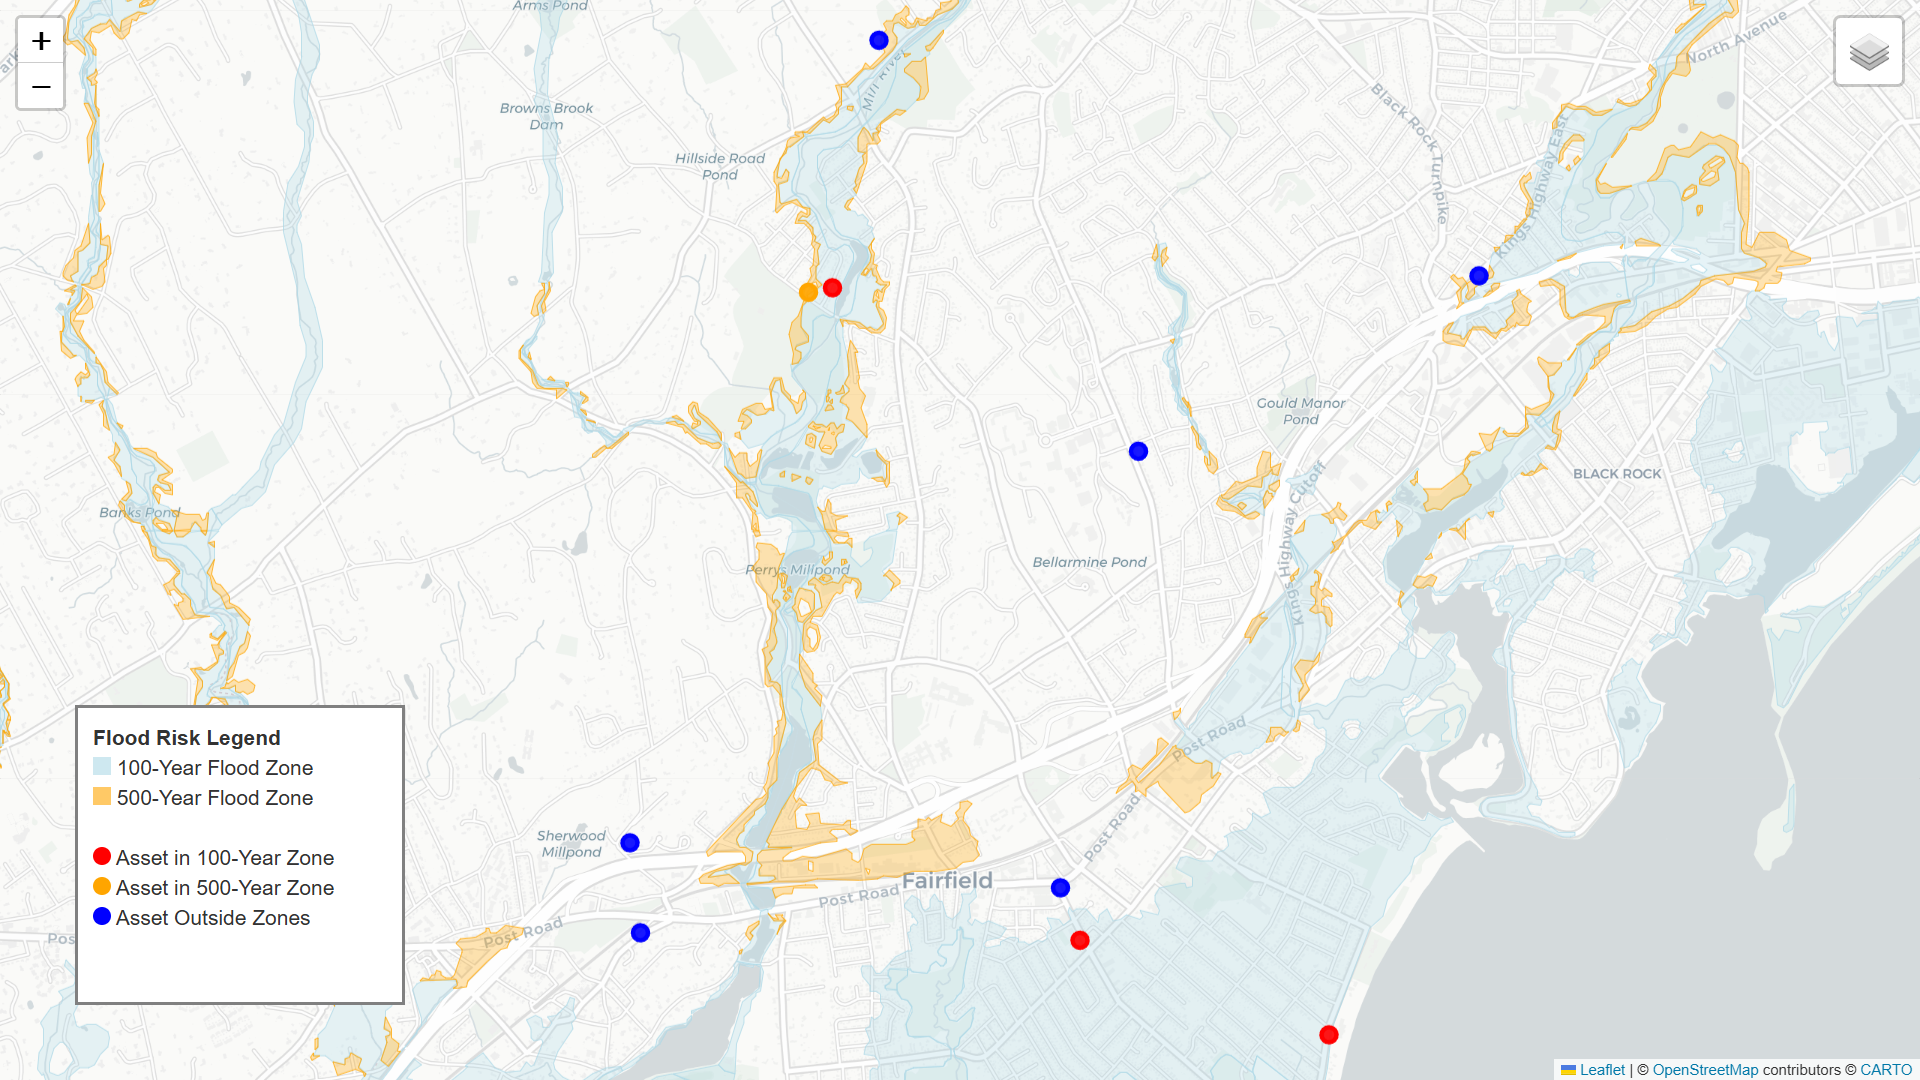 Arms Pond
+
−
North Avenue
Mill River
Browns Brook
Dam
Black Rock Turnpike
Kings Highway East
Hillside Road
Pond
Gould Manor
Pond
BLACK ROCK
Kings Highway Cutoff
Banks Pond
Bellarmine Pond
Perrys Millpond
Post Road
Flood Risk Legend
100-Year Flood Zone
500-Year Flood Zone
Asset in 100-Year Zone
Asset in 500-Year Zone
Asset Outside Zones
Sherwood
Millpond
Post Road
Fairfield
Post Road
Post Road
Pos
Leaflet | © OpenStreetMap contributors © CARTO